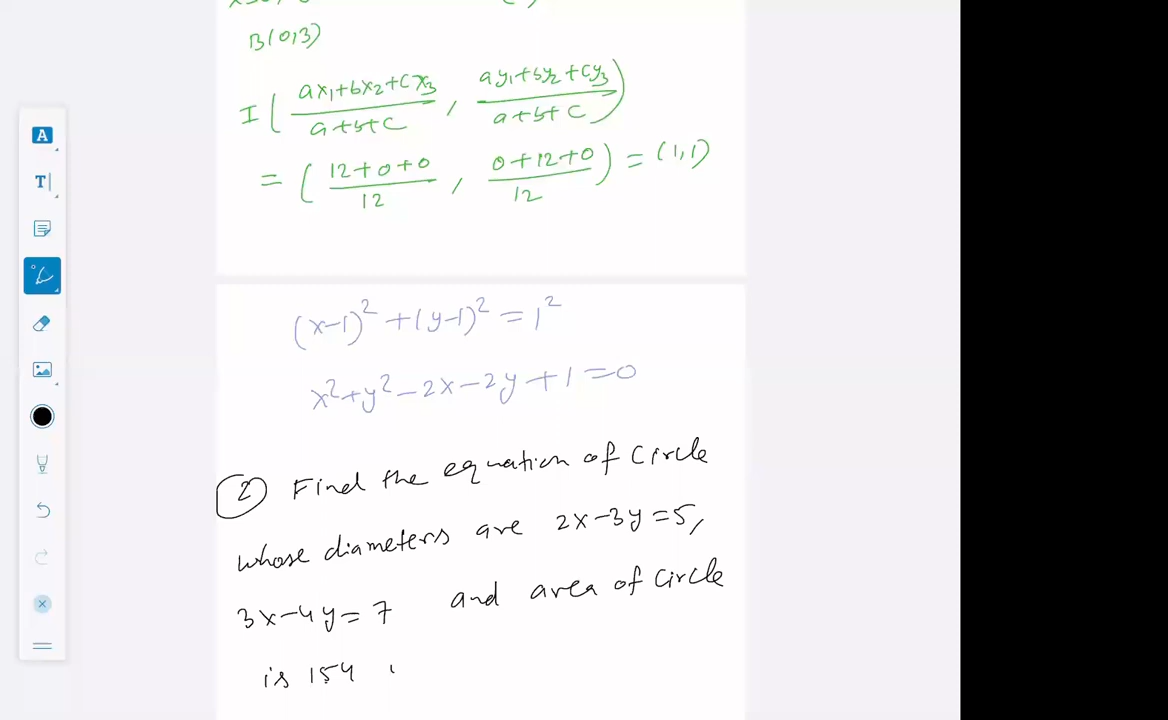 B(0,3)
I ( ax₁+bx₂+cx₃ / a+b+c , ay₁+by₂+cy₃ / a+b+c )
= ( 12+0+0 / 12 , 0+12+0 / 12 ) = (1,1)
(x-1)² + (y-1)² = 1²
x²+y²-2x-2y+1=0
② Find the equation of circle
whose diameters are 2x-3y=5,
3x-4y=7 and area of circle
is 154
A
T